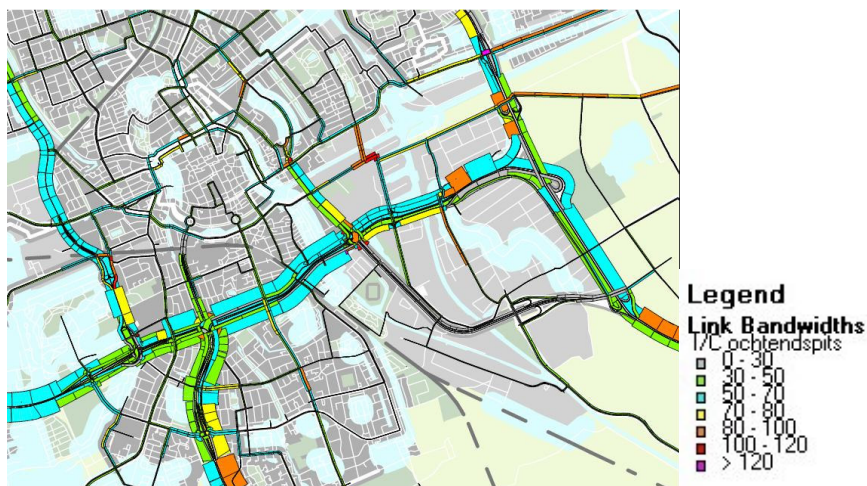 Legend
Link Bandwidths
I/C ochtendspits
0 - 30
30 - 50
50 - 70
70 - 80
80 - 100
100 - 120
> 120